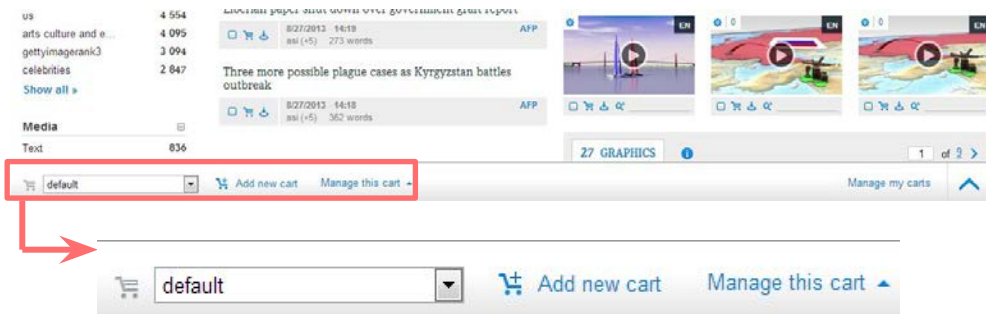 us 4 554
arts culture and e... 4 095
gettyimagerank3 3 094
celebrities 2 847
Show all »
Media
Text 836
Liberian paper shut down over government graft report
8/27/2013 - 14:19 AFP
asi (+5) 273 words
Three more possible plague cases as Kyrgyzstan battles
outbreak
8/27/2013 - 14:18 AFP
asi (+5) 362 words
EN
0 EN
0 EN
27 GRAPHICS
1 of 9
default Add new cart Manage this cart Manage my carts
default Add new cart Manage this cart